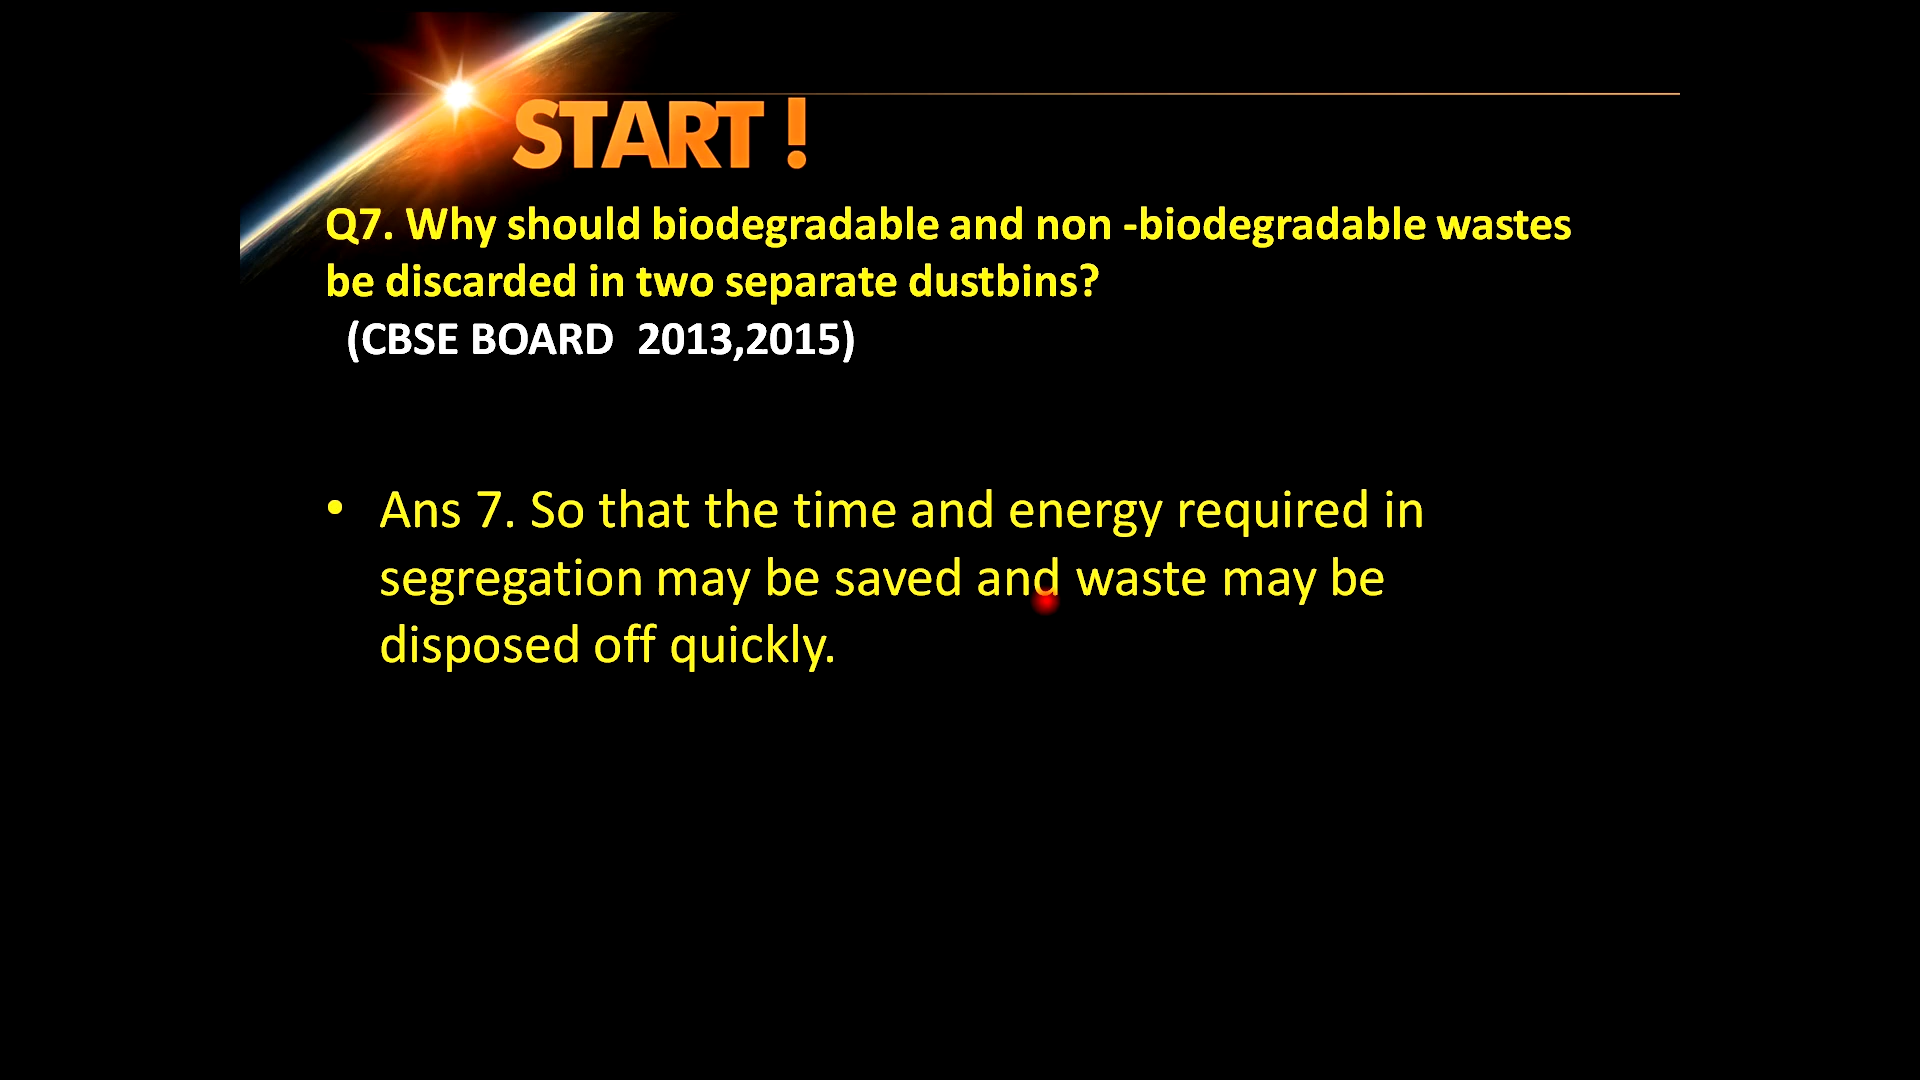 START !
Q7. Why should biodegradable and non -biodegradable wastes
be discarded in two separate dustbins?
(CBSE BOARD 2013,2015)
• Ans 7. So that the time and energy required in
segregation may be saved and waste may be
disposed off quickly.